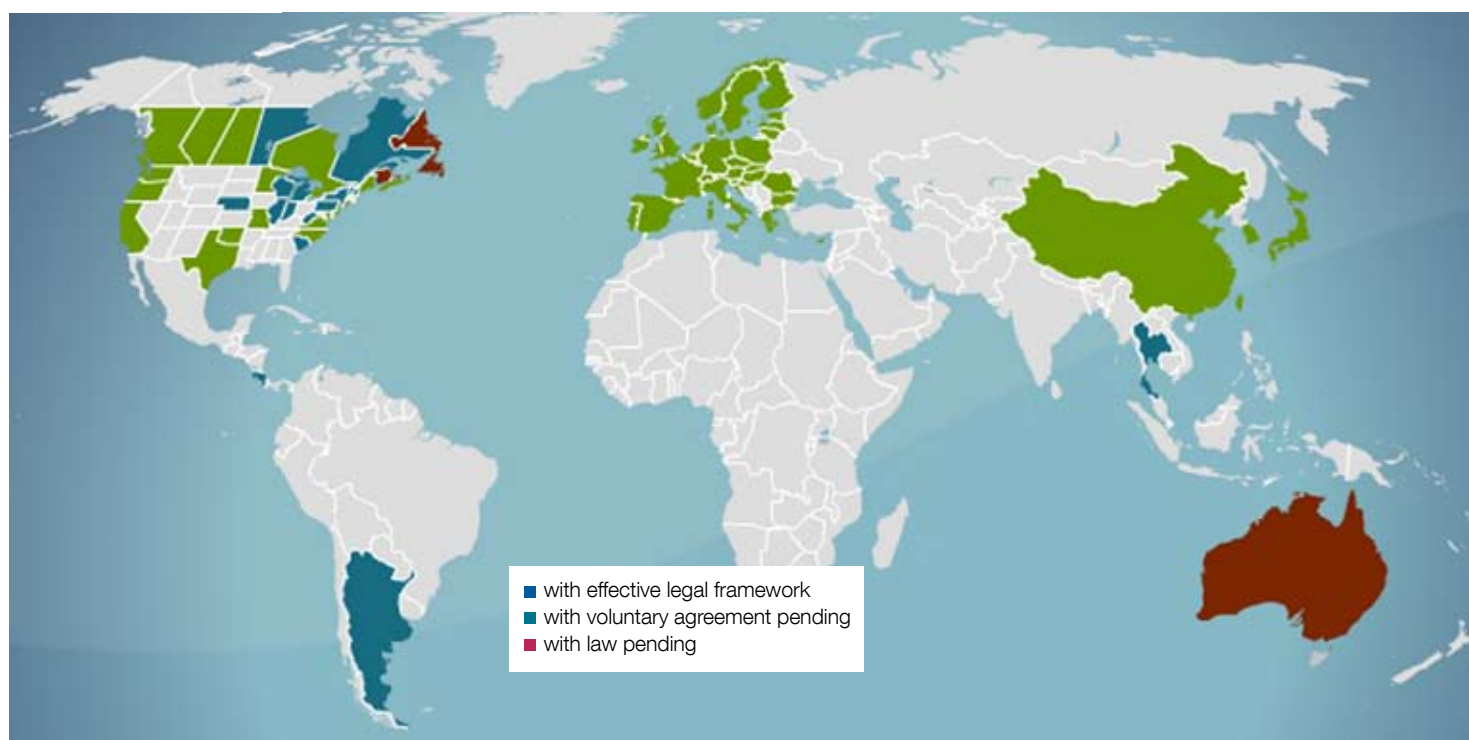 with effective legal framework
with voluntary agreement pending
with law pending